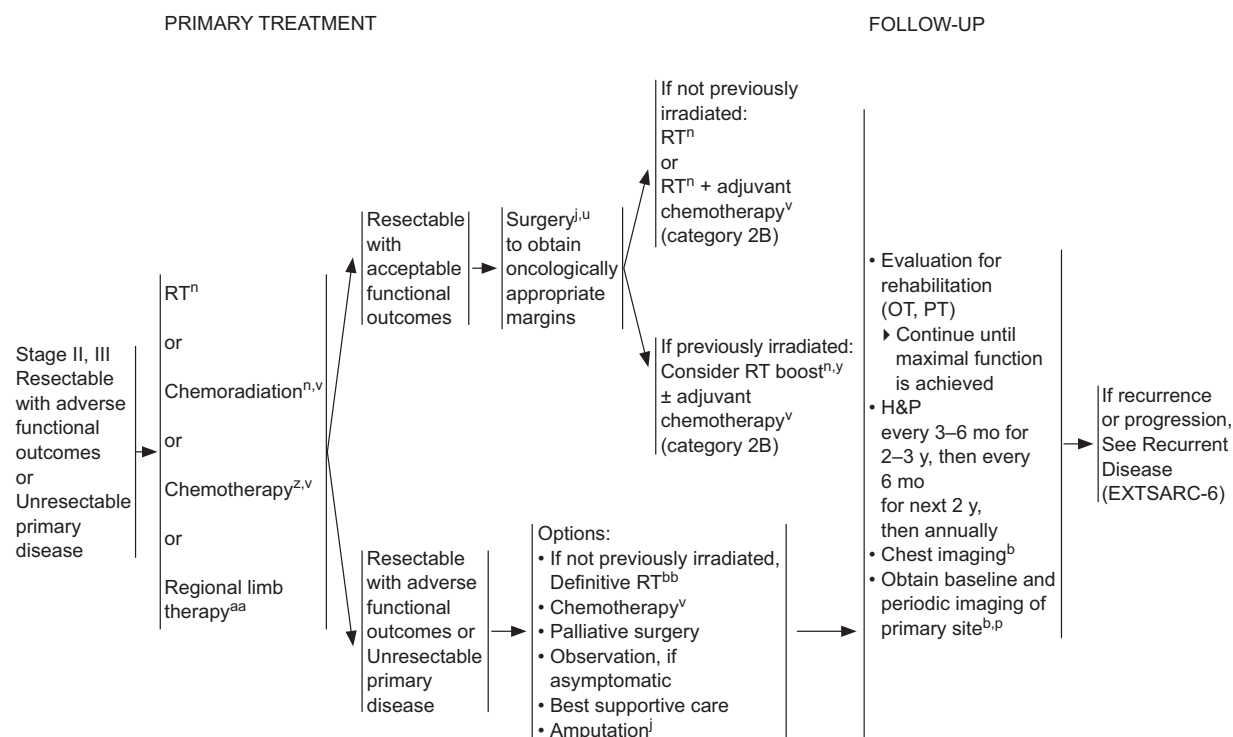 PRIMARY TREATMENT
FOLLOW-UP
Stage II, III
Resectable
with adverse
functional
outcomes
or
Unresectable
primary
disease
RTⁿ
or
Chemoradiationⁿ,ᵛ
or
Chemotherapyᶻ,ᵛ
or
Regional limb
therapyᵃᵃ
Resectable
with
acceptable
functional
outcomes
Surgeryʲ,ᵘ
to obtain
oncologically
appropriate
margins
If not previously
irradiated:
RTⁿ
or
RTⁿ + adjuvant
chemotherapyᵛ
(category 2B)
If previously irradiated:
Consider RT boostⁿ,ʸ
± adjuvant
chemotherapyᵛ
(category 2B)
Resectable
with adverse
functional
outcomes or
Unresectable
primary
disease
Options:
• If not previously irradiated,
Definitive RTᵇᵇ
• Chemotherapyᵛ
• Palliative surgery
• Observation, if
asymptomatic
• Best supportive care
• Amputationʲ
• Evaluation for
rehabilitation
(OT, PT)
‣ Continue until
maximal function
is achieved
• H&P
every 3–6 mo for
2–3 y, then every
6 mo
for next 2 y,
then annually
• Chest imagingᵇ
• Obtain baseline and
periodic imaging of
primary siteᵇ,ᵖ
If recurrence
or progression,
See Recurrent
Disease
(EXTSARC-6)